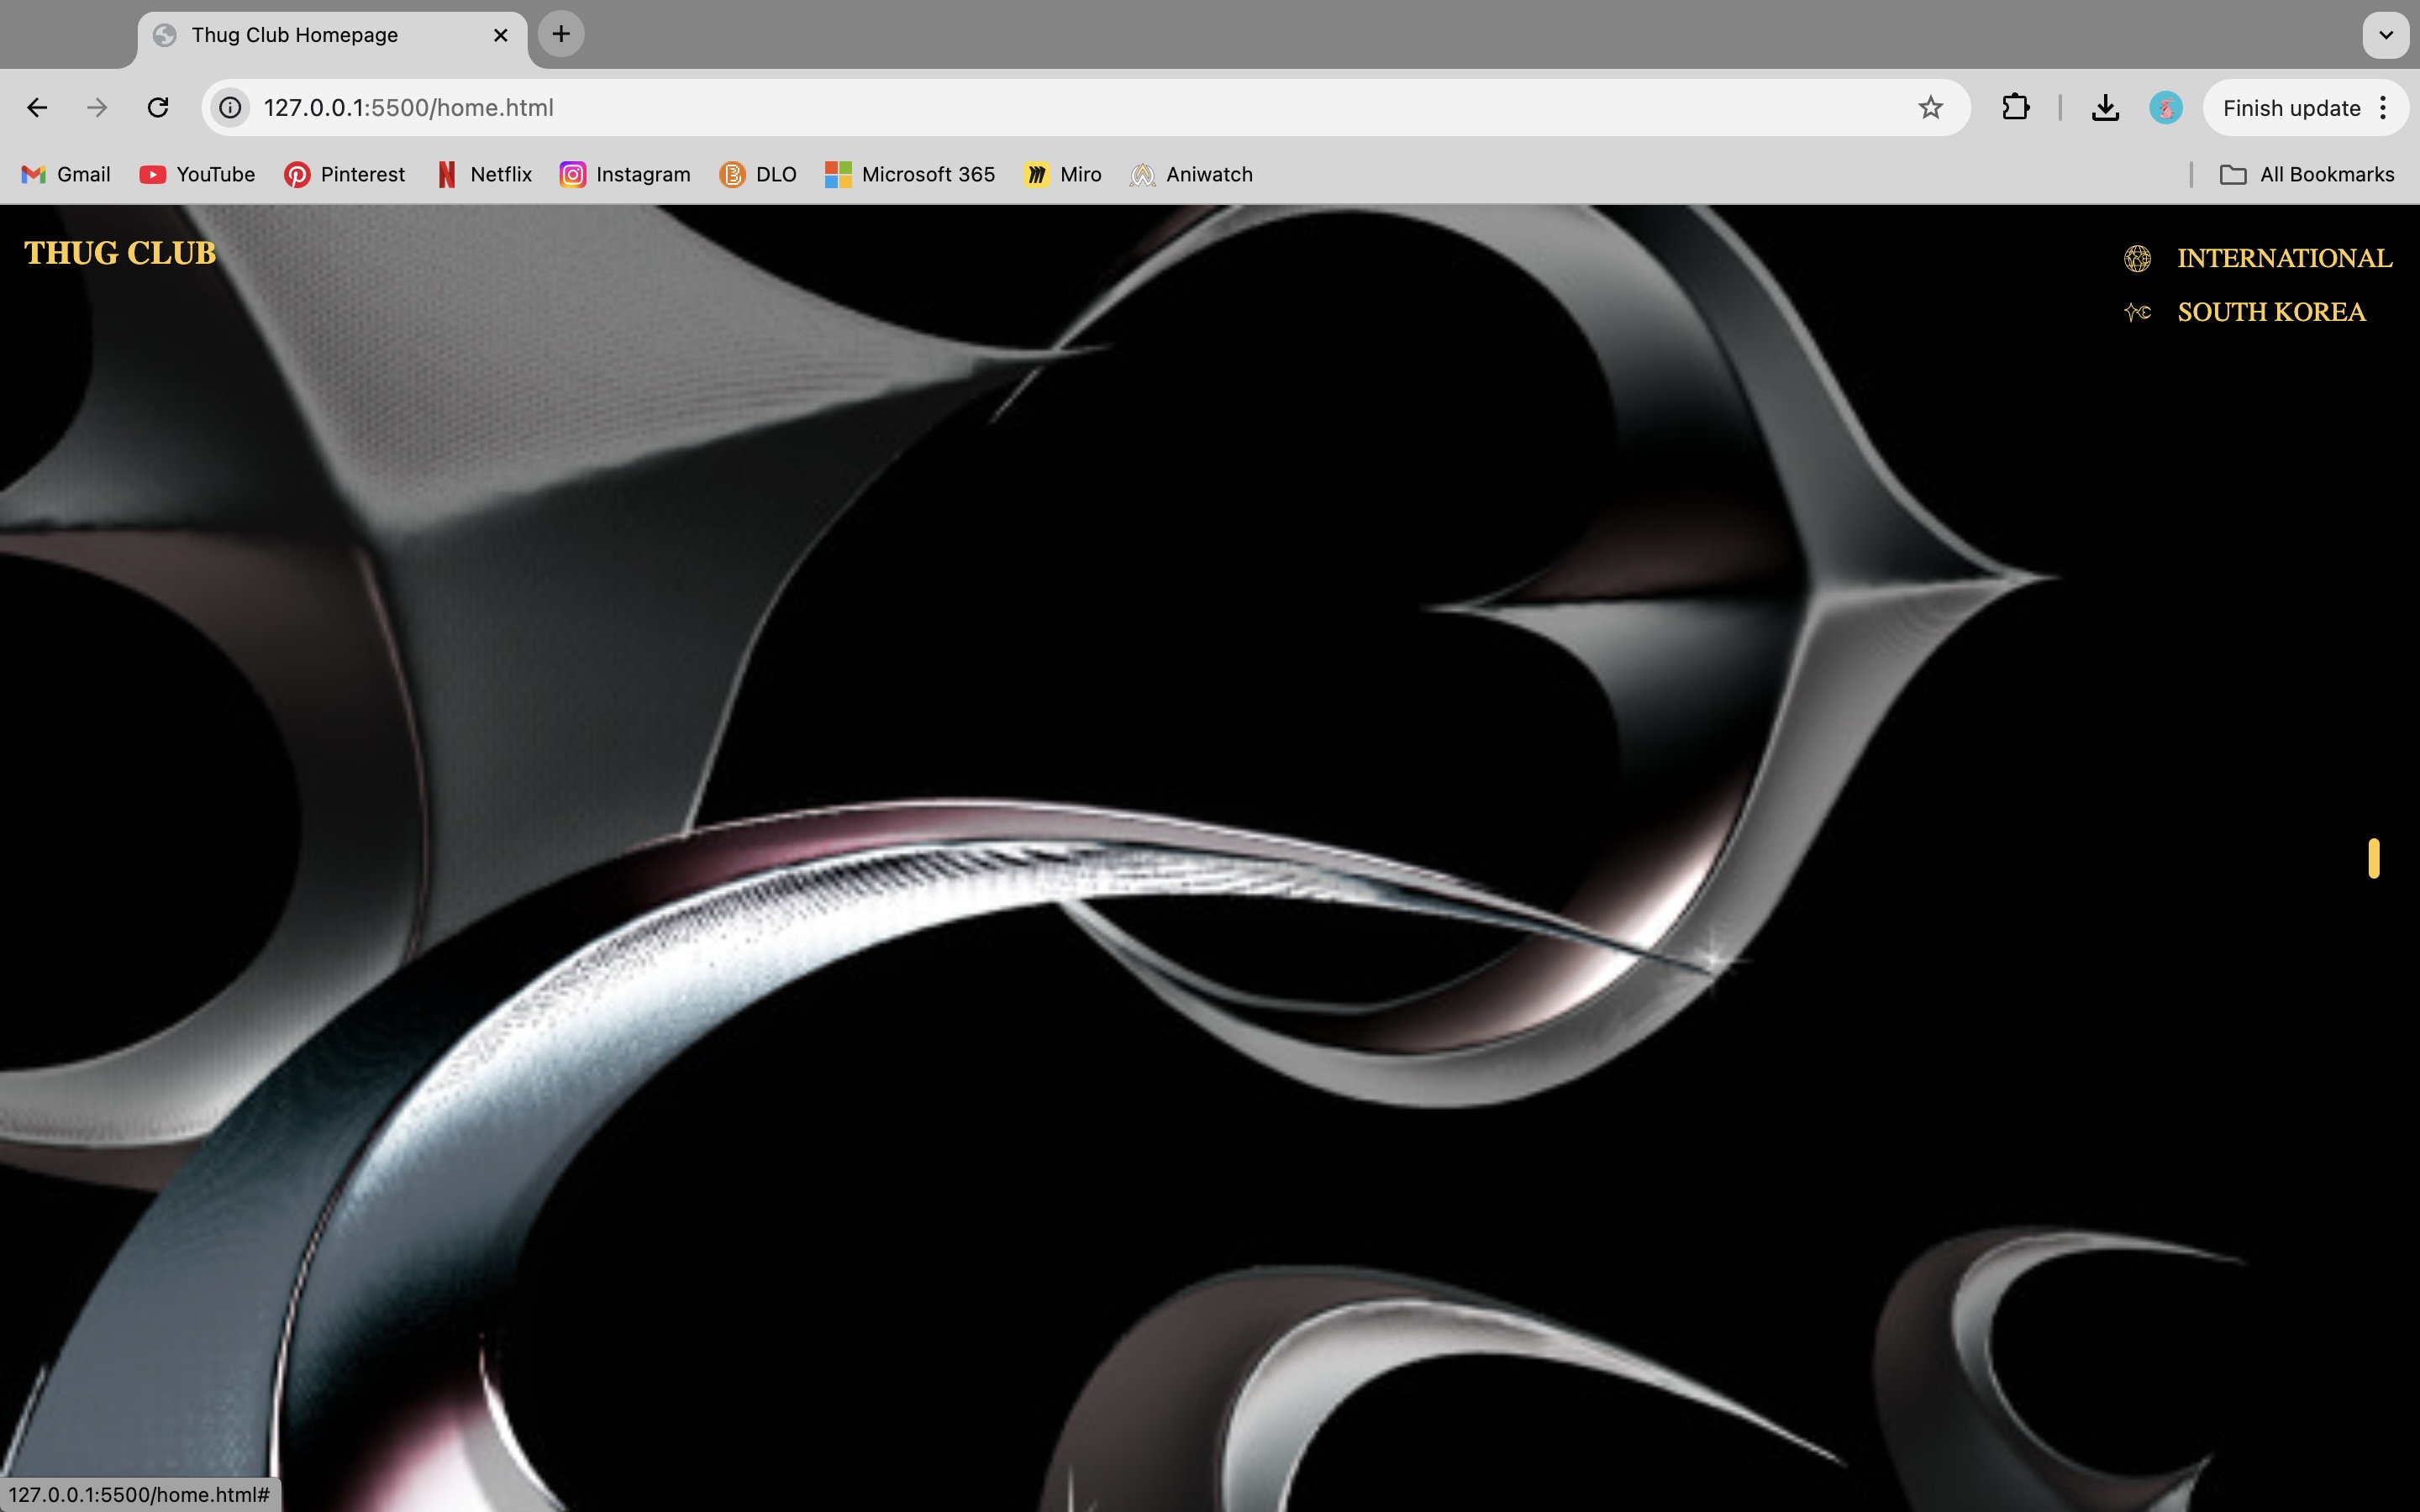 Thug Club Homepage
127.0.0.1:5500/home.html
Finish update
Gmail
YouTube
Pinterest
Netflix
Instagram
DLO
Microsoft 365
Miro
Aniwatch
All Bookmarks
THUG CLUB
INTERNATIONAL
SOUTH KOREA
127.0.0.1:5500/home.html#